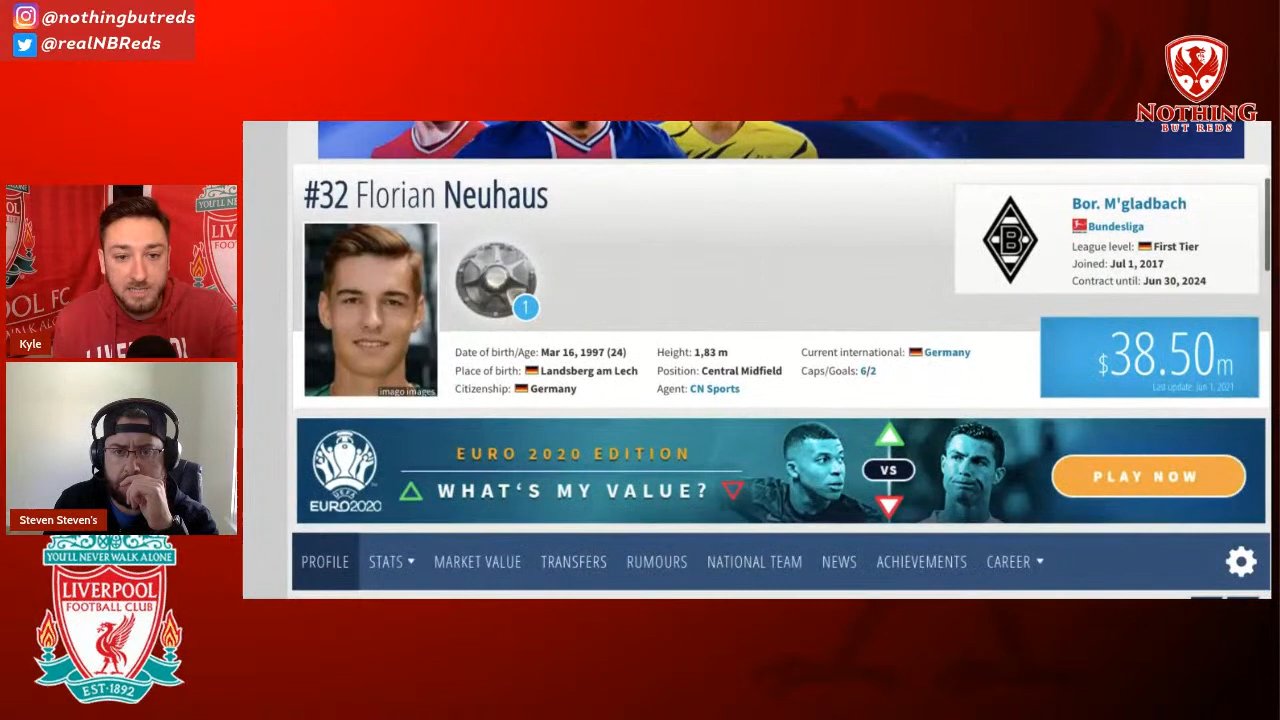 @nothingbutreds
@realNBReds
NOTHING
BUT REDS
#32 Florian Neuhaus
1
imago images
Date of birth/Age: Mar 16, 1997 (24)
Place of birth: Landsberg am Lech
Citizenship: Germany
Height: 1,83 m
Position: Central Midfield
Agent: CN Sports
Current international: Germany
Caps/Goals: 6/2
Bor. M'gladbach
Bundesliga
League level: First Tier
Joined: Jul 1, 2017
Contract until: Jun 30, 2024
$38.50m
Last update: Jun 1, 2021
UEFA
EURO2020
EURO 2020 EDITION
WHAT'S MY VALUE?
VS
PLAY NOW
PROFILE STATS MARKET VALUE TRANSFERS RUMOURS NATIONAL TEAM NEWS ACHIEVEMENTS CAREER
Kyle
Steven Steven's
YOU'LL NEVER WALK ALONE
LIVERPOOL
FOOTBALL CLUB
EST·1892